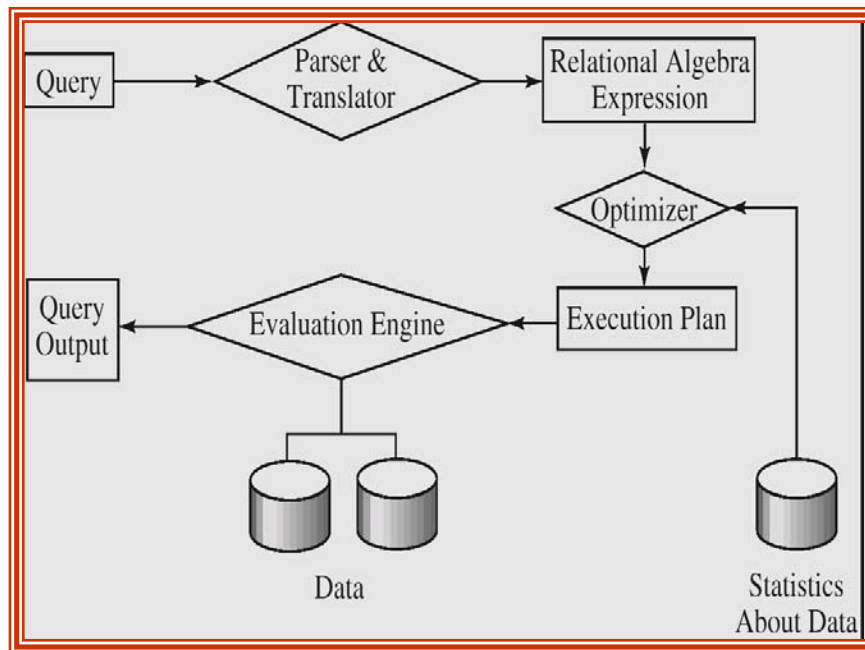 Query
Parser &
Translator
Relational Algebra
Expression
Optimizer
Query
Output
Evaluation Engine
Execution Plan
Data
Statistics
About Data